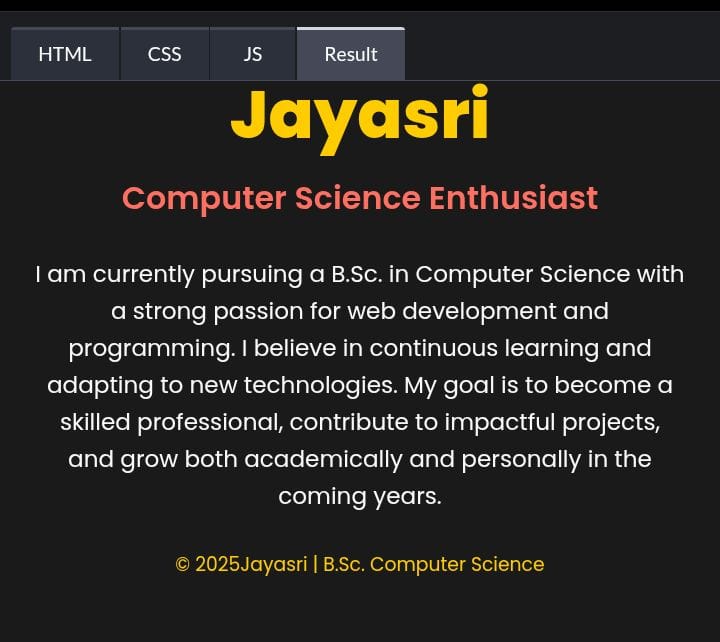 HTML CSS JS Result
Jayasri
Computer Science Enthusiast
I am currently pursuing a B.Sc. in Computer Science with
a strong passion for web development and
programming. I believe in continuous learning and
adapting to new technologies. My goal is to become a
skilled professional, contribute to impactful projects,
and grow both academically and personally in the
coming years.
© 2025Jayasri | B.Sc. Computer Science